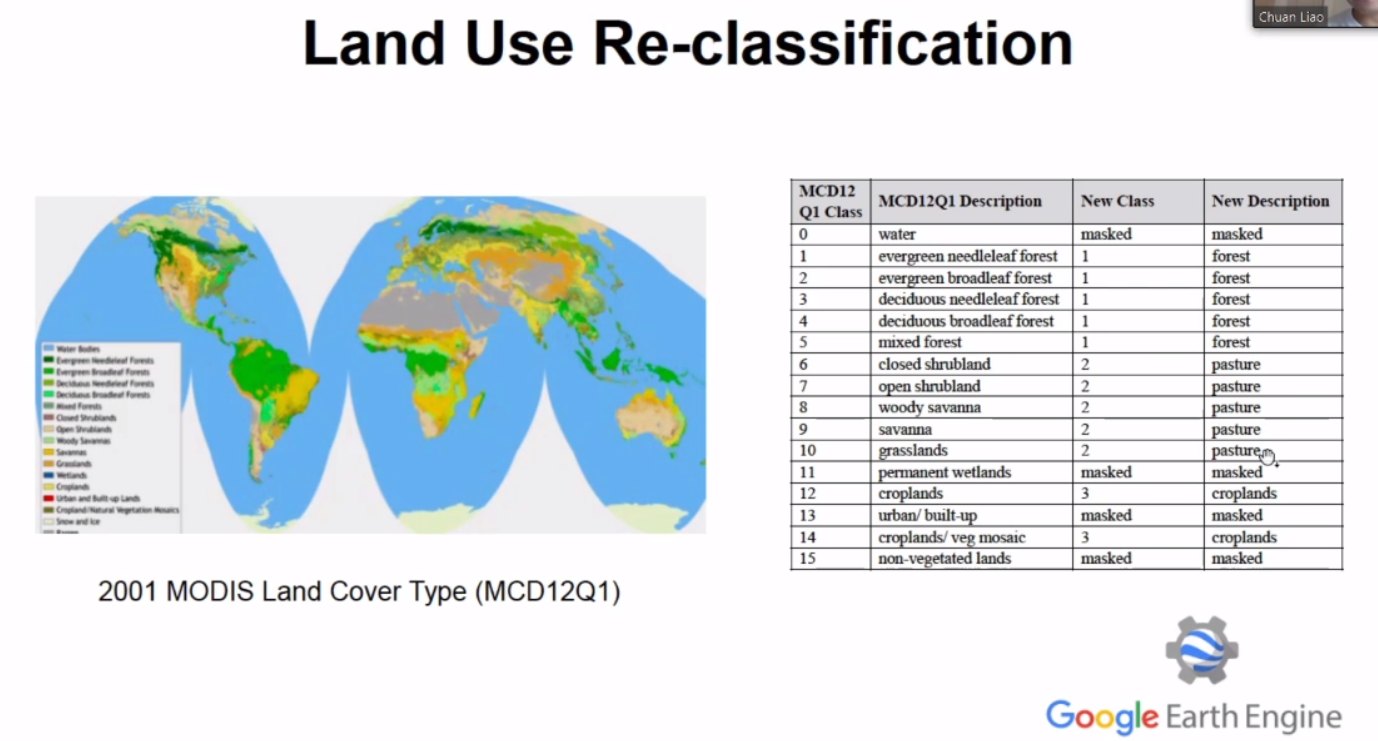 Chuan Liao
Land Use Re-classification
Water Bodies
Evergreen Needleleaf Forests
Evergreen Broadleaf Forests
Deciduous Needleleaf Forests
Deciduous Broadleaf Forests
Mixed Forests
Closed Shrublands
Open Shrublands
Woody Savannas
Savannas
Grasslands
Wetlands
Croplands
Urban and Built-up Lands
Cropland/Natural Vegetation Mosaics
Snow and Ice
2001 MODIS Land Cover Type (MCD12Q1)
MCD12 Q1 Class MCD12Q1 Description New Class New Description
0 water masked masked
1 evergreen needleleaf forest 1 forest
2 evergreen broadleaf forest 1 forest
3 deciduous needleleaf forest 1 forest
4 deciduous broadleaf forest 1 forest
5 mixed forest 1 forest
6 closed shrubland 2 pasture
7 open shrubland 2 pasture
8 woody savanna 2 pasture
9 savanna 2 pasture
10 grasslands 2 pasture
11 permanent wetlands masked masked
12 croplands 3 croplands
13 urban/ built-up masked masked
14 croplands/ veg mosaic 3 croplands
15 non-vegetated lands masked masked
Google Earth Engine